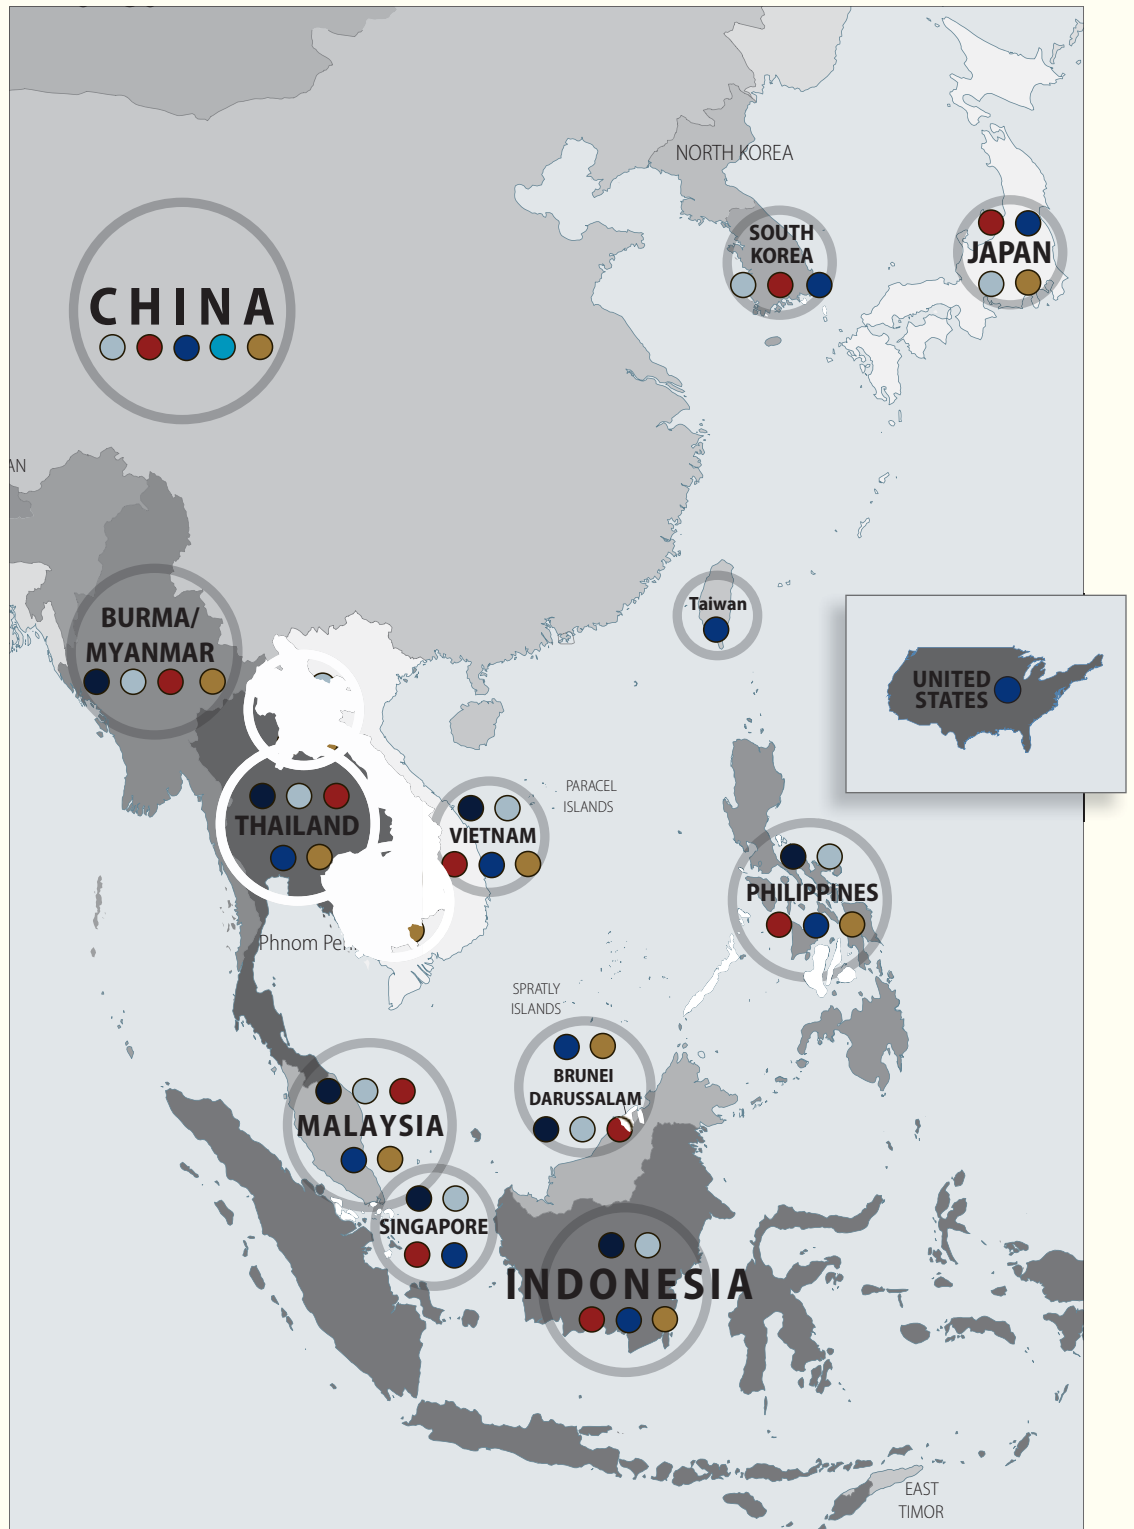 NORTH KOREA
SOUTH
KOREA
JAPAN
CHINA
AN
BURMA/
MYANMAR
Taiwan
UNITED
STATES
PARACEL
ISLANDS
THAILAND
VIETNAM
PHILIPPINES
Phnom Pe
SPRATLY
ISLANDS
BRUNEI
DARUSSALAM
MALAYSIA
SINGAPORE
INDONESIA
EAST
TIMOR